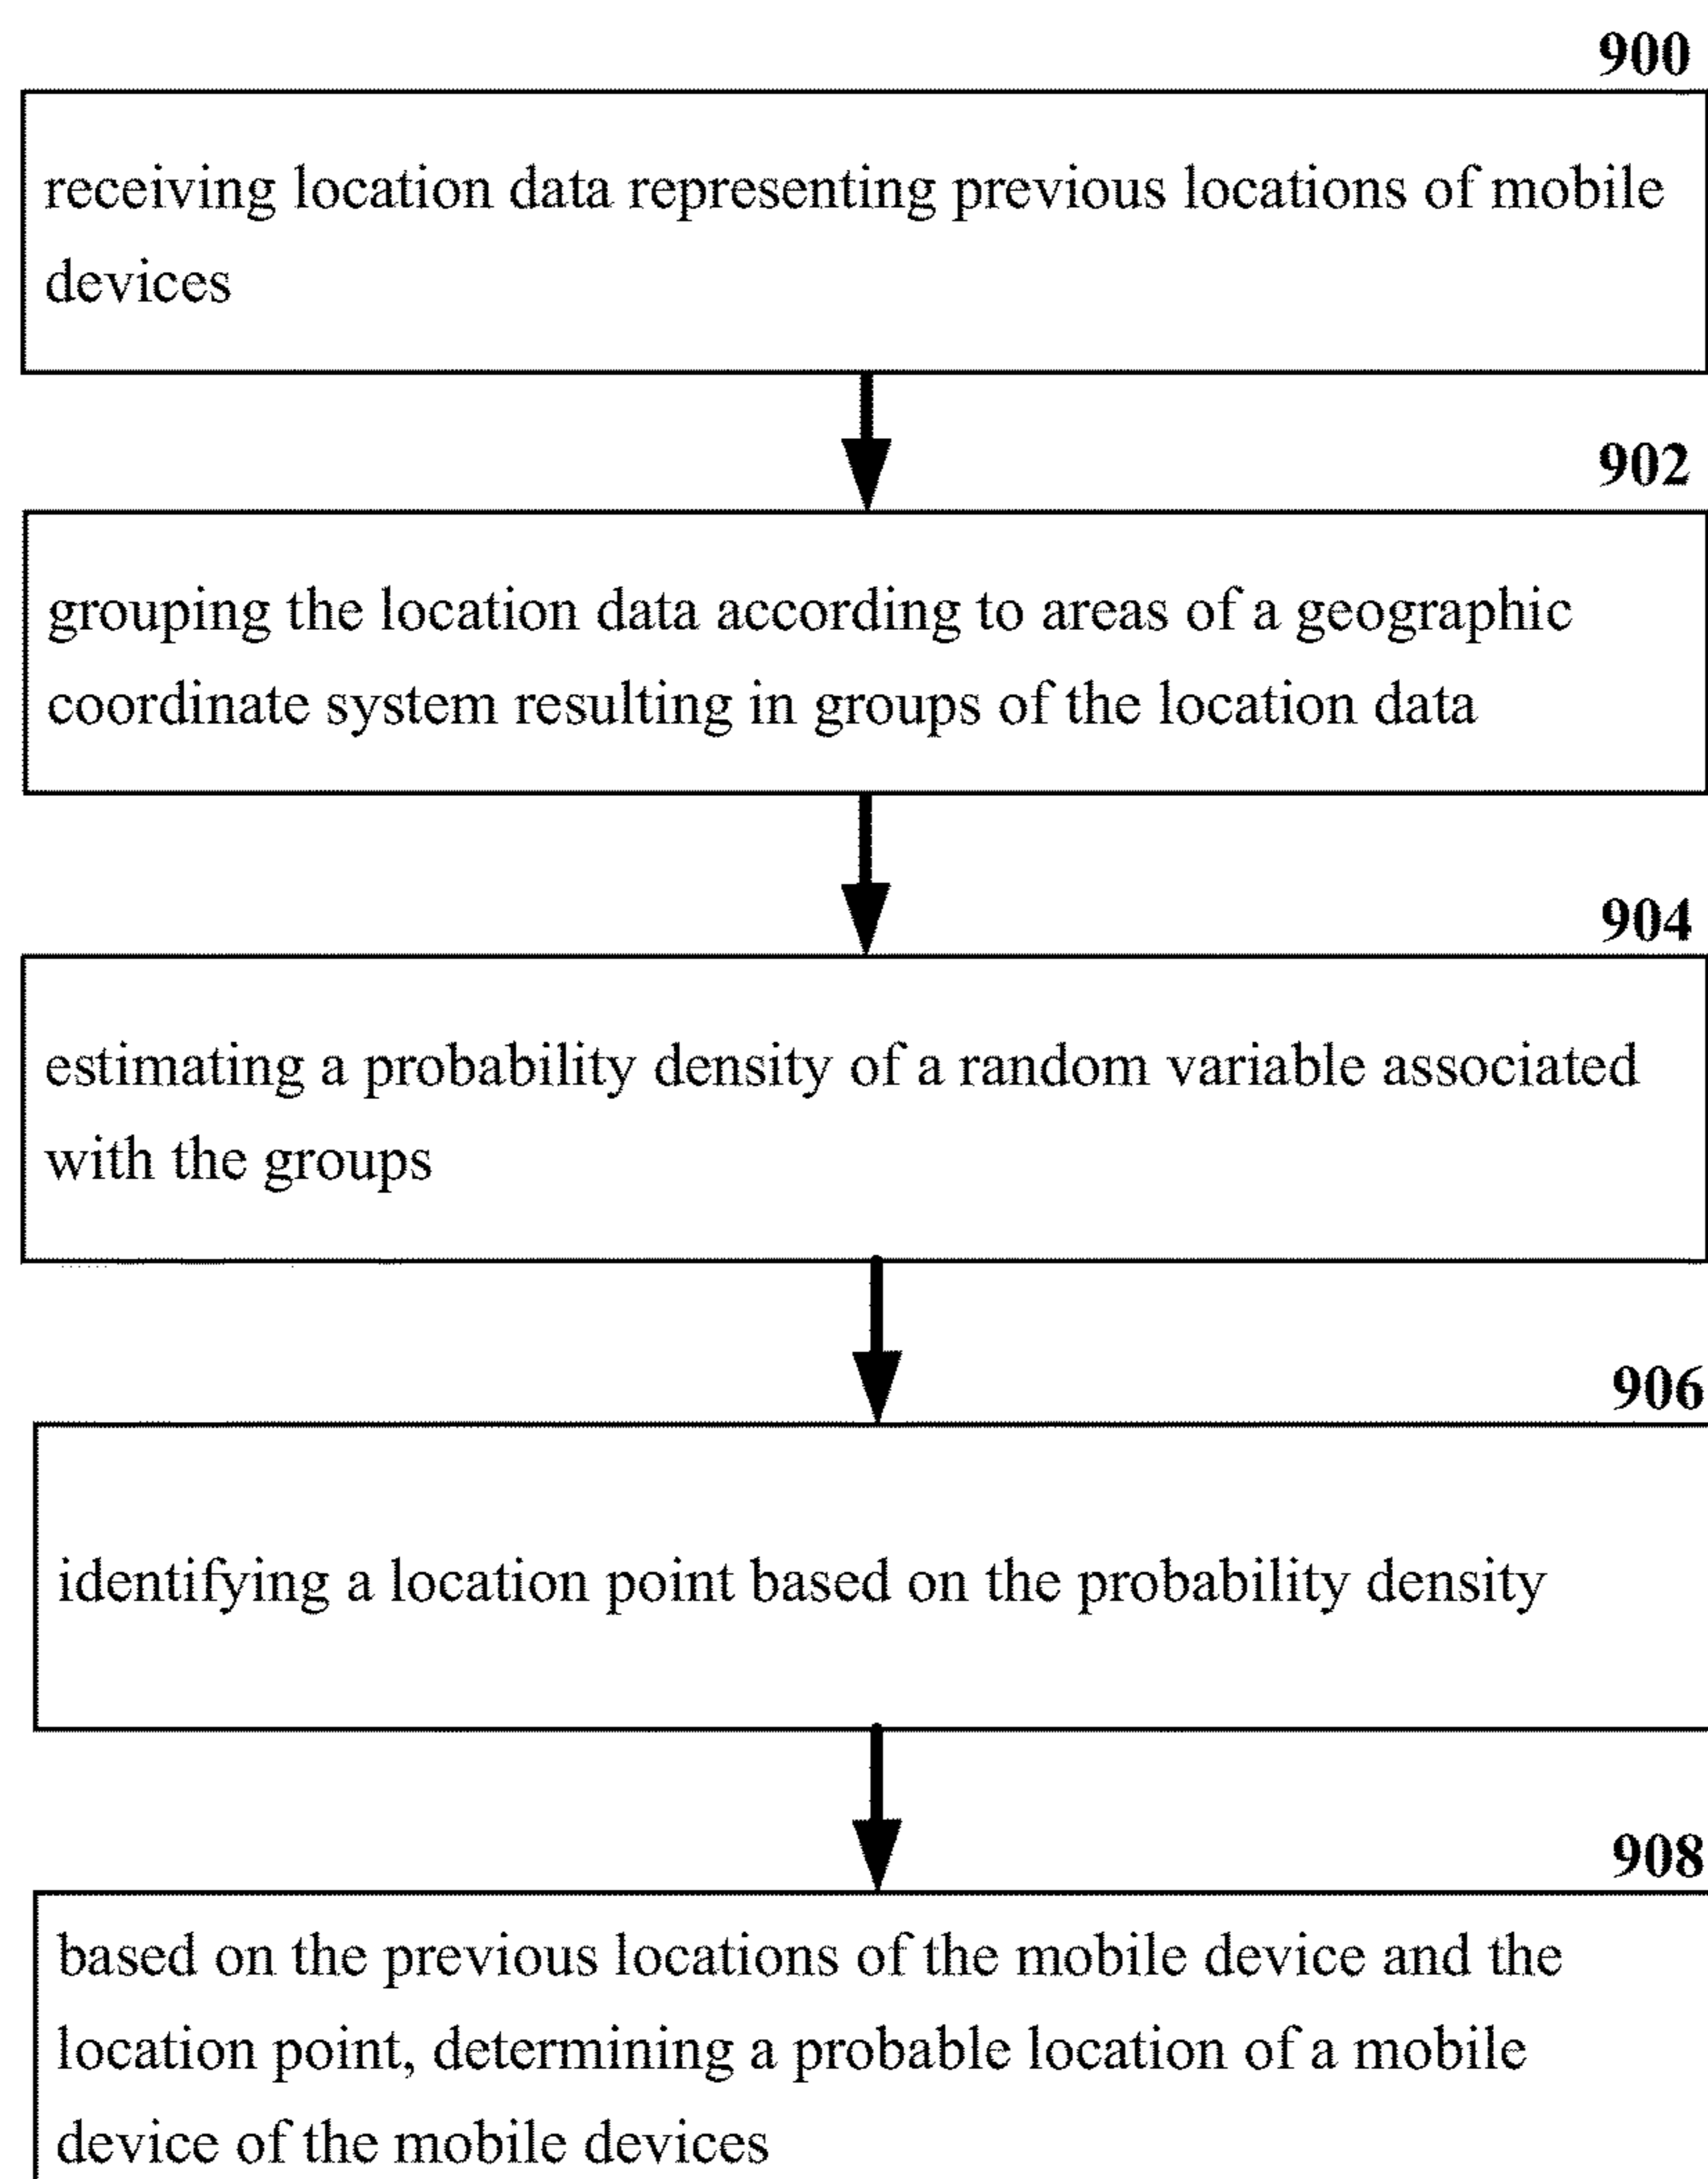 900
receiving location data representing previous locations of mobile
devices
902
grouping the location data according to areas of a geographic
coordinate system resulting in groups of the location data
904
estimating a probability density of a random variable associated
with the groups
906
identifying a location point based on the probability density
908
based on the previous locations of the mobile device and the
location point, determining a probable location of a mobile
device of the mobile devices